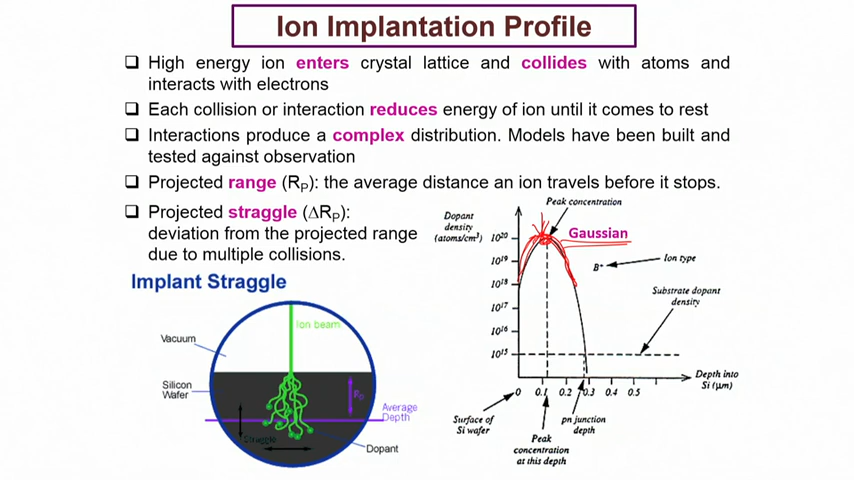 Ion Implantation Profile
❑ High energy ion enters crystal lattice and collides with atoms and
interacts with electrons
❑ Each collision or interaction reduces energy of ion until it comes to rest
❑ Interactions produce a complex distribution. Models have been built and
tested against observation
❑ Projected range (RP): the average distance an ion travels before it stops.
❑ Projected straggle (ΔRP):
deviation from the projected range
due to multiple collisions.
Implant Straggle
Ion beam
Vacuum
Silicon
Wafer
Average
Depth
Straggle
Dopant
Peak concentration
Dopant
density
(atoms/cm³)
Gaussian
10²⁰
10¹⁹
10¹⁸
10¹⁷
10¹⁶
10¹⁵
B⁺
Ion type
Substrate dopant
density
Depth into
Si (μm)
0 0.1 0.2 0.3 0.4 0.5
Surface of
Si wafer
pn junction
depth
Peak
concentration
at this depth